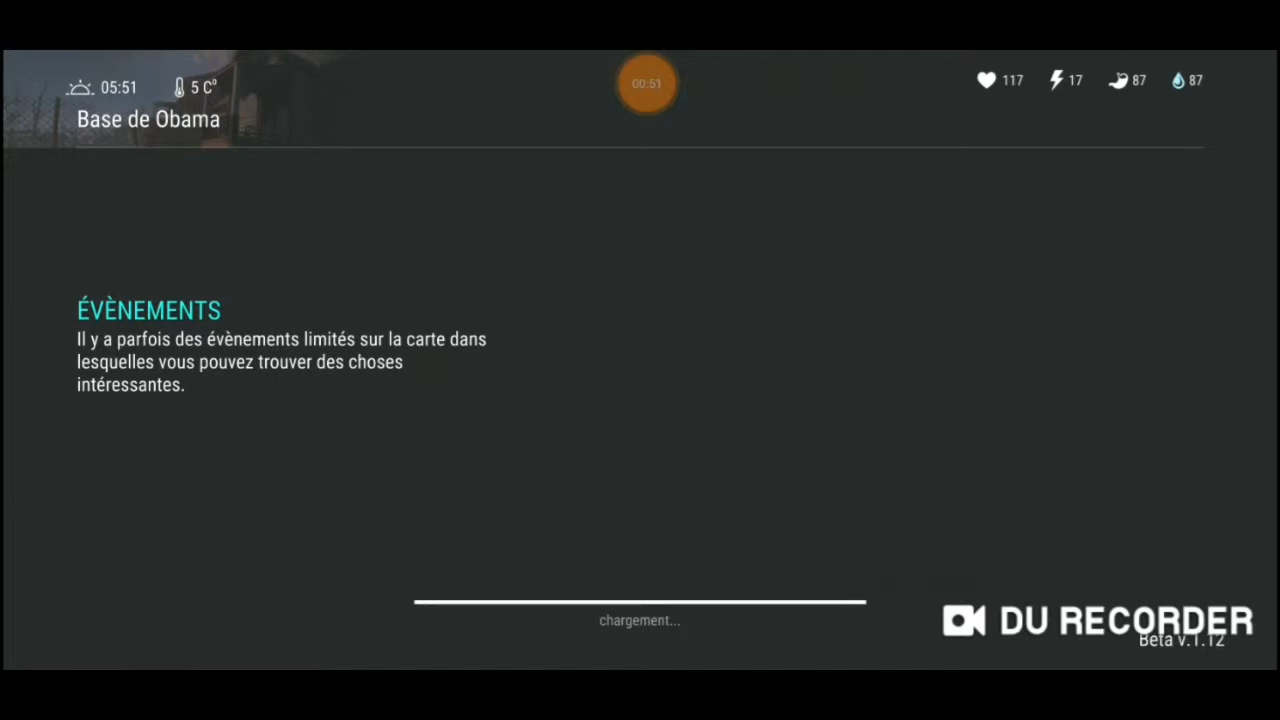 05:51 5 C° 00:51 117 17 87 87
Base de Obama
ÉVÈNEMENTS
Il y a parfois des évènements limités sur la carte dans
lesquelles vous pouvez trouver des choses
intéressantes.
chargement...
DU RECORDER
Beta v.1.12